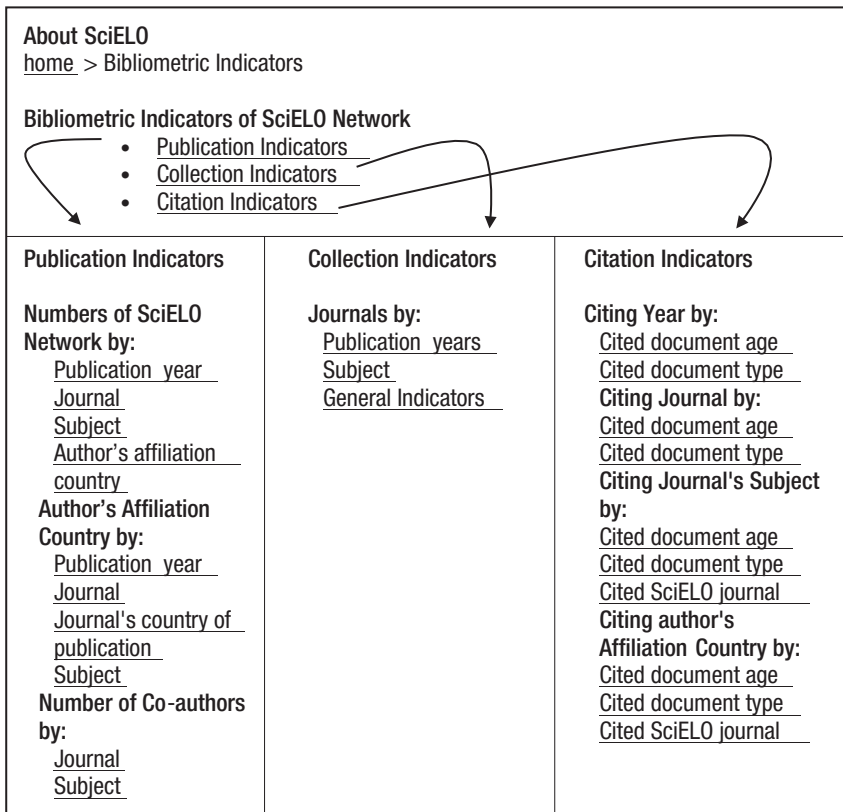 About SciELO
home > Bibliometric Indicators
Bibliometric Indicators of SciELO Network
• Publication Indicators
• Collection Indicators
• Citation Indicators
Publication Indicators
Numbers of SciELO
Network by:
Publication year
Journal
Subject
Author’s affiliation
country
Author’s Affiliation
Country by:
Publication year
Journal
Journal's country of
publication
Subject
Number of Co-authors
by:
Journal
Subject
Collection Indicators
Journals by:
Publication years
Subject
General Indicators
Citation Indicators
Citing Year by:
Cited document age
Cited document type
Citing Journal by:
Cited document age
Cited document type
Citing Journal's Subject
by:
Cited document age
Cited document type
Cited SciELO journal
Citing author's
Affiliation Country by:
Cited document age
Cited document type
Cited SciELO journal